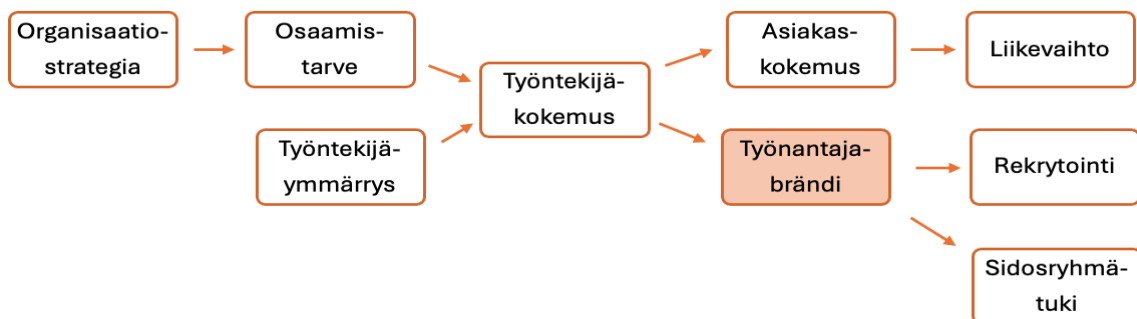 Organisaatio-
strategia
Osaamis-
tarve
Työntekijä-
ymmärrys
Työntekijä-
kokemus
Asiakas-
kokemus
Liikevaihto
Työnantaja-
brändi
Rekrytointi
Sidosryhmä-
tuki